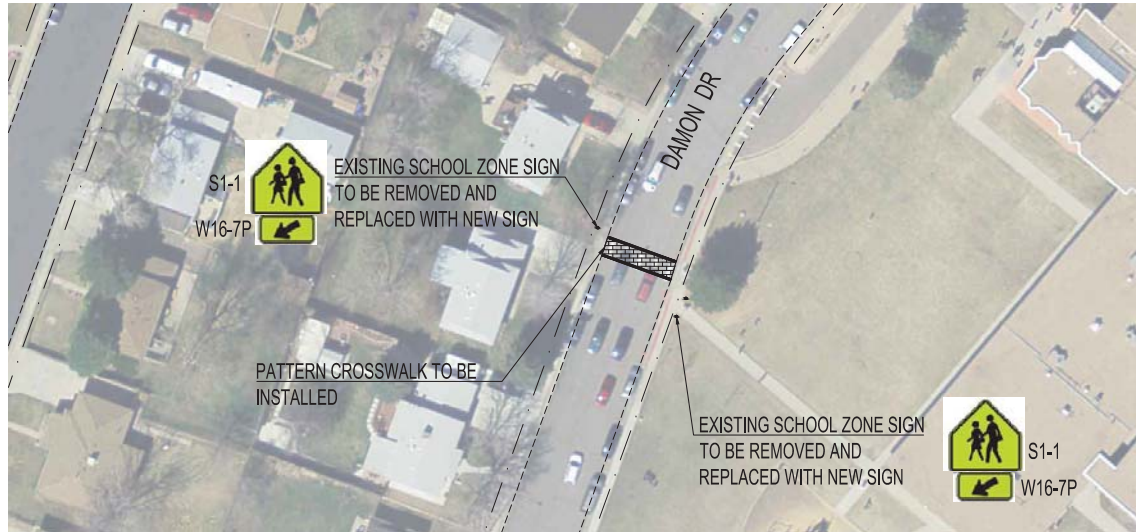 DAMON DR
S1-1
W16-7P
EXISTING SCHOOL ZONE SIGN
TO BE REMOVED AND
REPLACED WITH NEW SIGN
PATTERN CROSSWALK TO BE
INSTALLED
EXISTING SCHOOL ZONE SIGN
TO BE REMOVED AND
REPLACED WITH NEW SIGN
S1-1
W16-7P